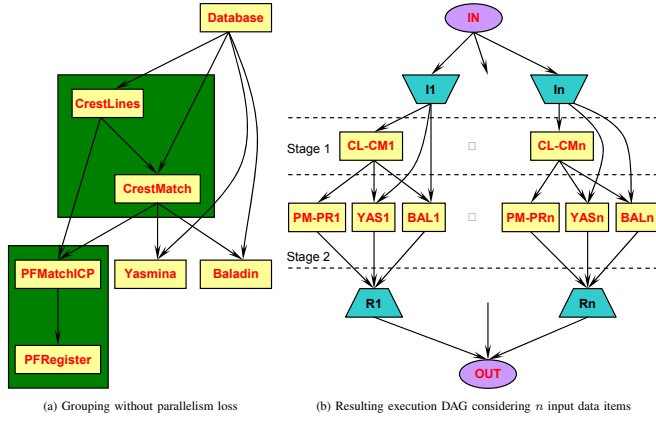 Database
CrestLines
CrestMatch
PFMatchICP
Yasmina
Baladin
PFRegister
(a) Grouping without parallelism loss
IN
I1
In
Stage 1
CL-CM1
CL-CMn
PM-PR1
YAS1
BAL1
PM-PRn
YASn
BALn
Stage 2
R1
Rn
OUT
(b) Resulting execution DAG considering n input data items